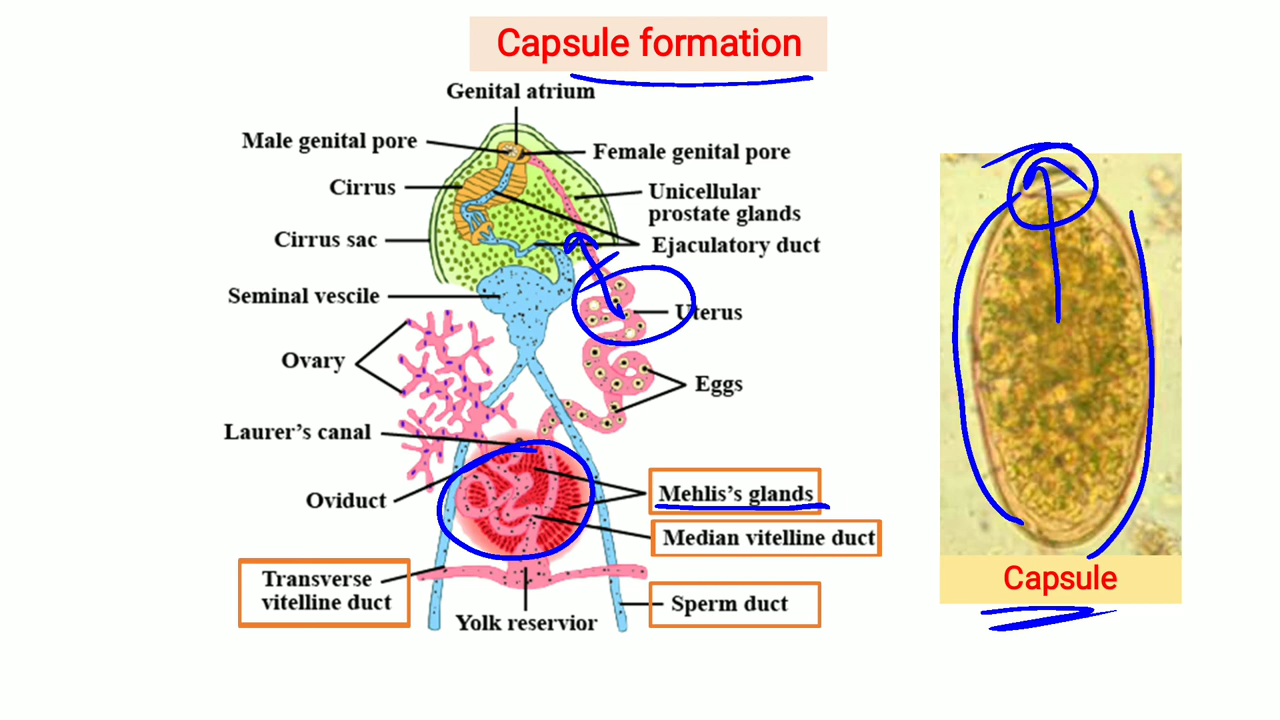 Capsule formation
Genital atrium
Male genital pore
Female genital pore
Cirrus
Unicellular
prostate glands
Cirrus sac
Ejaculatory duct
Seminal vescile
Uterus
Ovary
Eggs
Laurer's canal
Oviduct
Mehlis's glands
Median vitelline duct
Transverse
vitelline duct
Sperm duct
Yolk reservior
Capsule